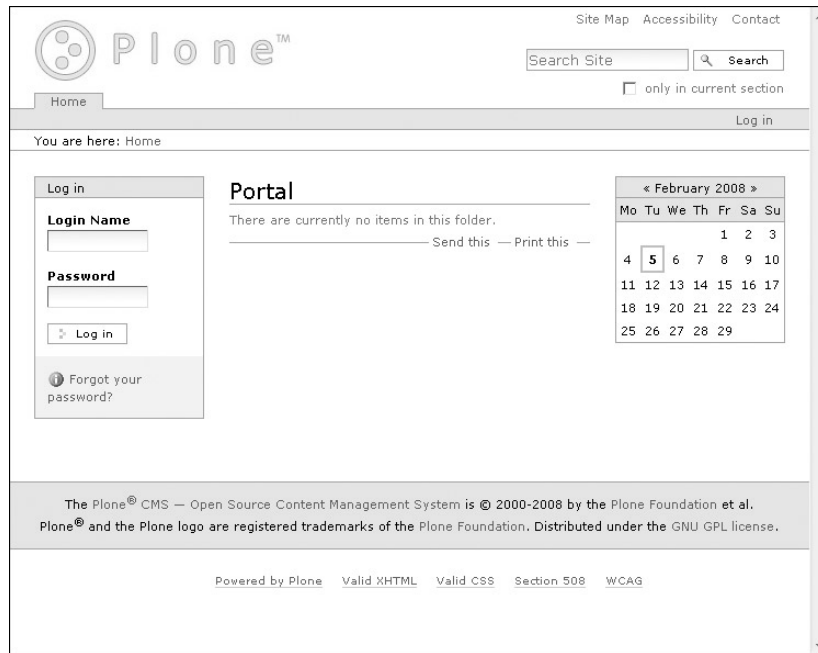 Site Map Accessibility Contact
Plone™
Search Site
Search
only in current section
Home
Log in
You are here: Home
Log in
Login Name
Password
Log in
Forgot your
password?
Portal
There are currently no items in this folder.
Send this — Print this —
« February 2008 »
Mo Tu We Th Fr Sa Su
1 2 3
4 5 6 7 8 9 10
11 12 13 14 15 16 17
18 19 20 21 22 23 24
25 26 27 28 29
The Plone® CMS — Open Source Content Management System is © 2000-2008 by the Plone Foundation et al.
Plone® and the Plone logo are registered trademarks of the Plone Foundation. Distributed under the GNU GPL license.
Powered by Plone Valid XHTML Valid CSS Section 508 WCAG